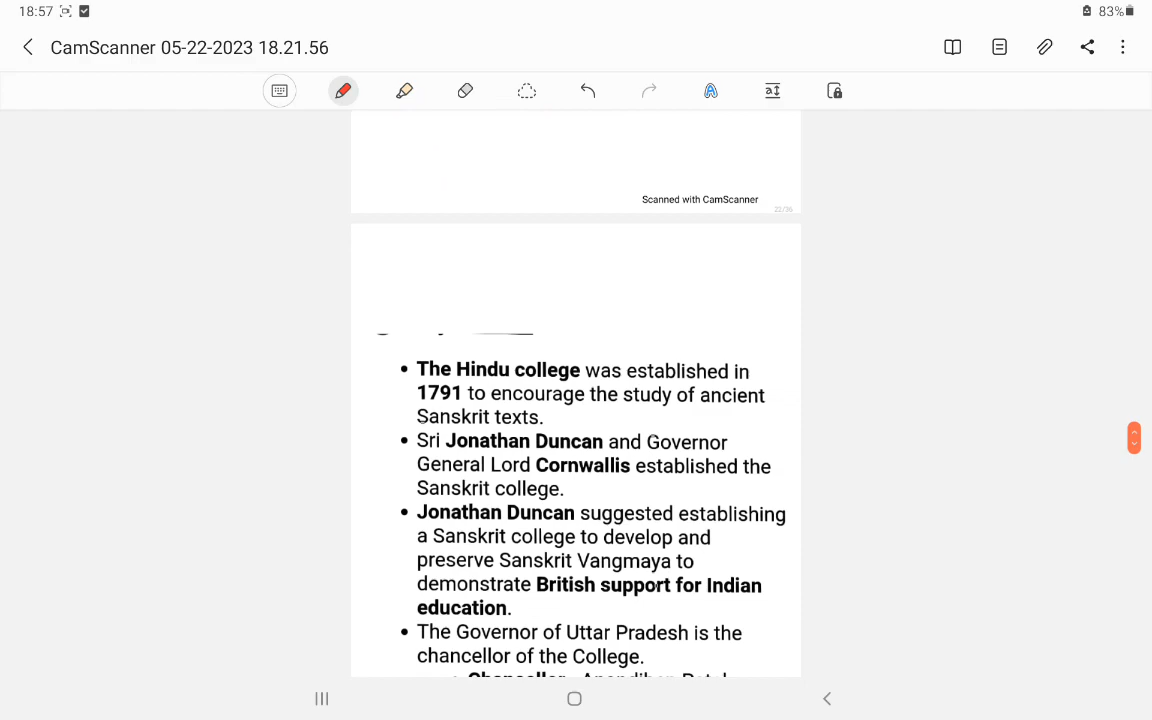 18:57 83%
CamScanner 05-22-2023 18.21.56
Scanned with CamScanner
22/26
• The Hindu college was established in
1791 to encourage the study of ancient
Sanskrit texts.
• Sri Jonathan Duncan and Governor
General Lord Cornwallis established the
Sanskrit college.
• Jonathan Duncan suggested establishing
a Sanskrit college to develop and
preserve Sanskrit Vangmaya to
demonstrate British support for Indian
education.
• The Governor of Uttar Pradesh is the
chancellor of the College.